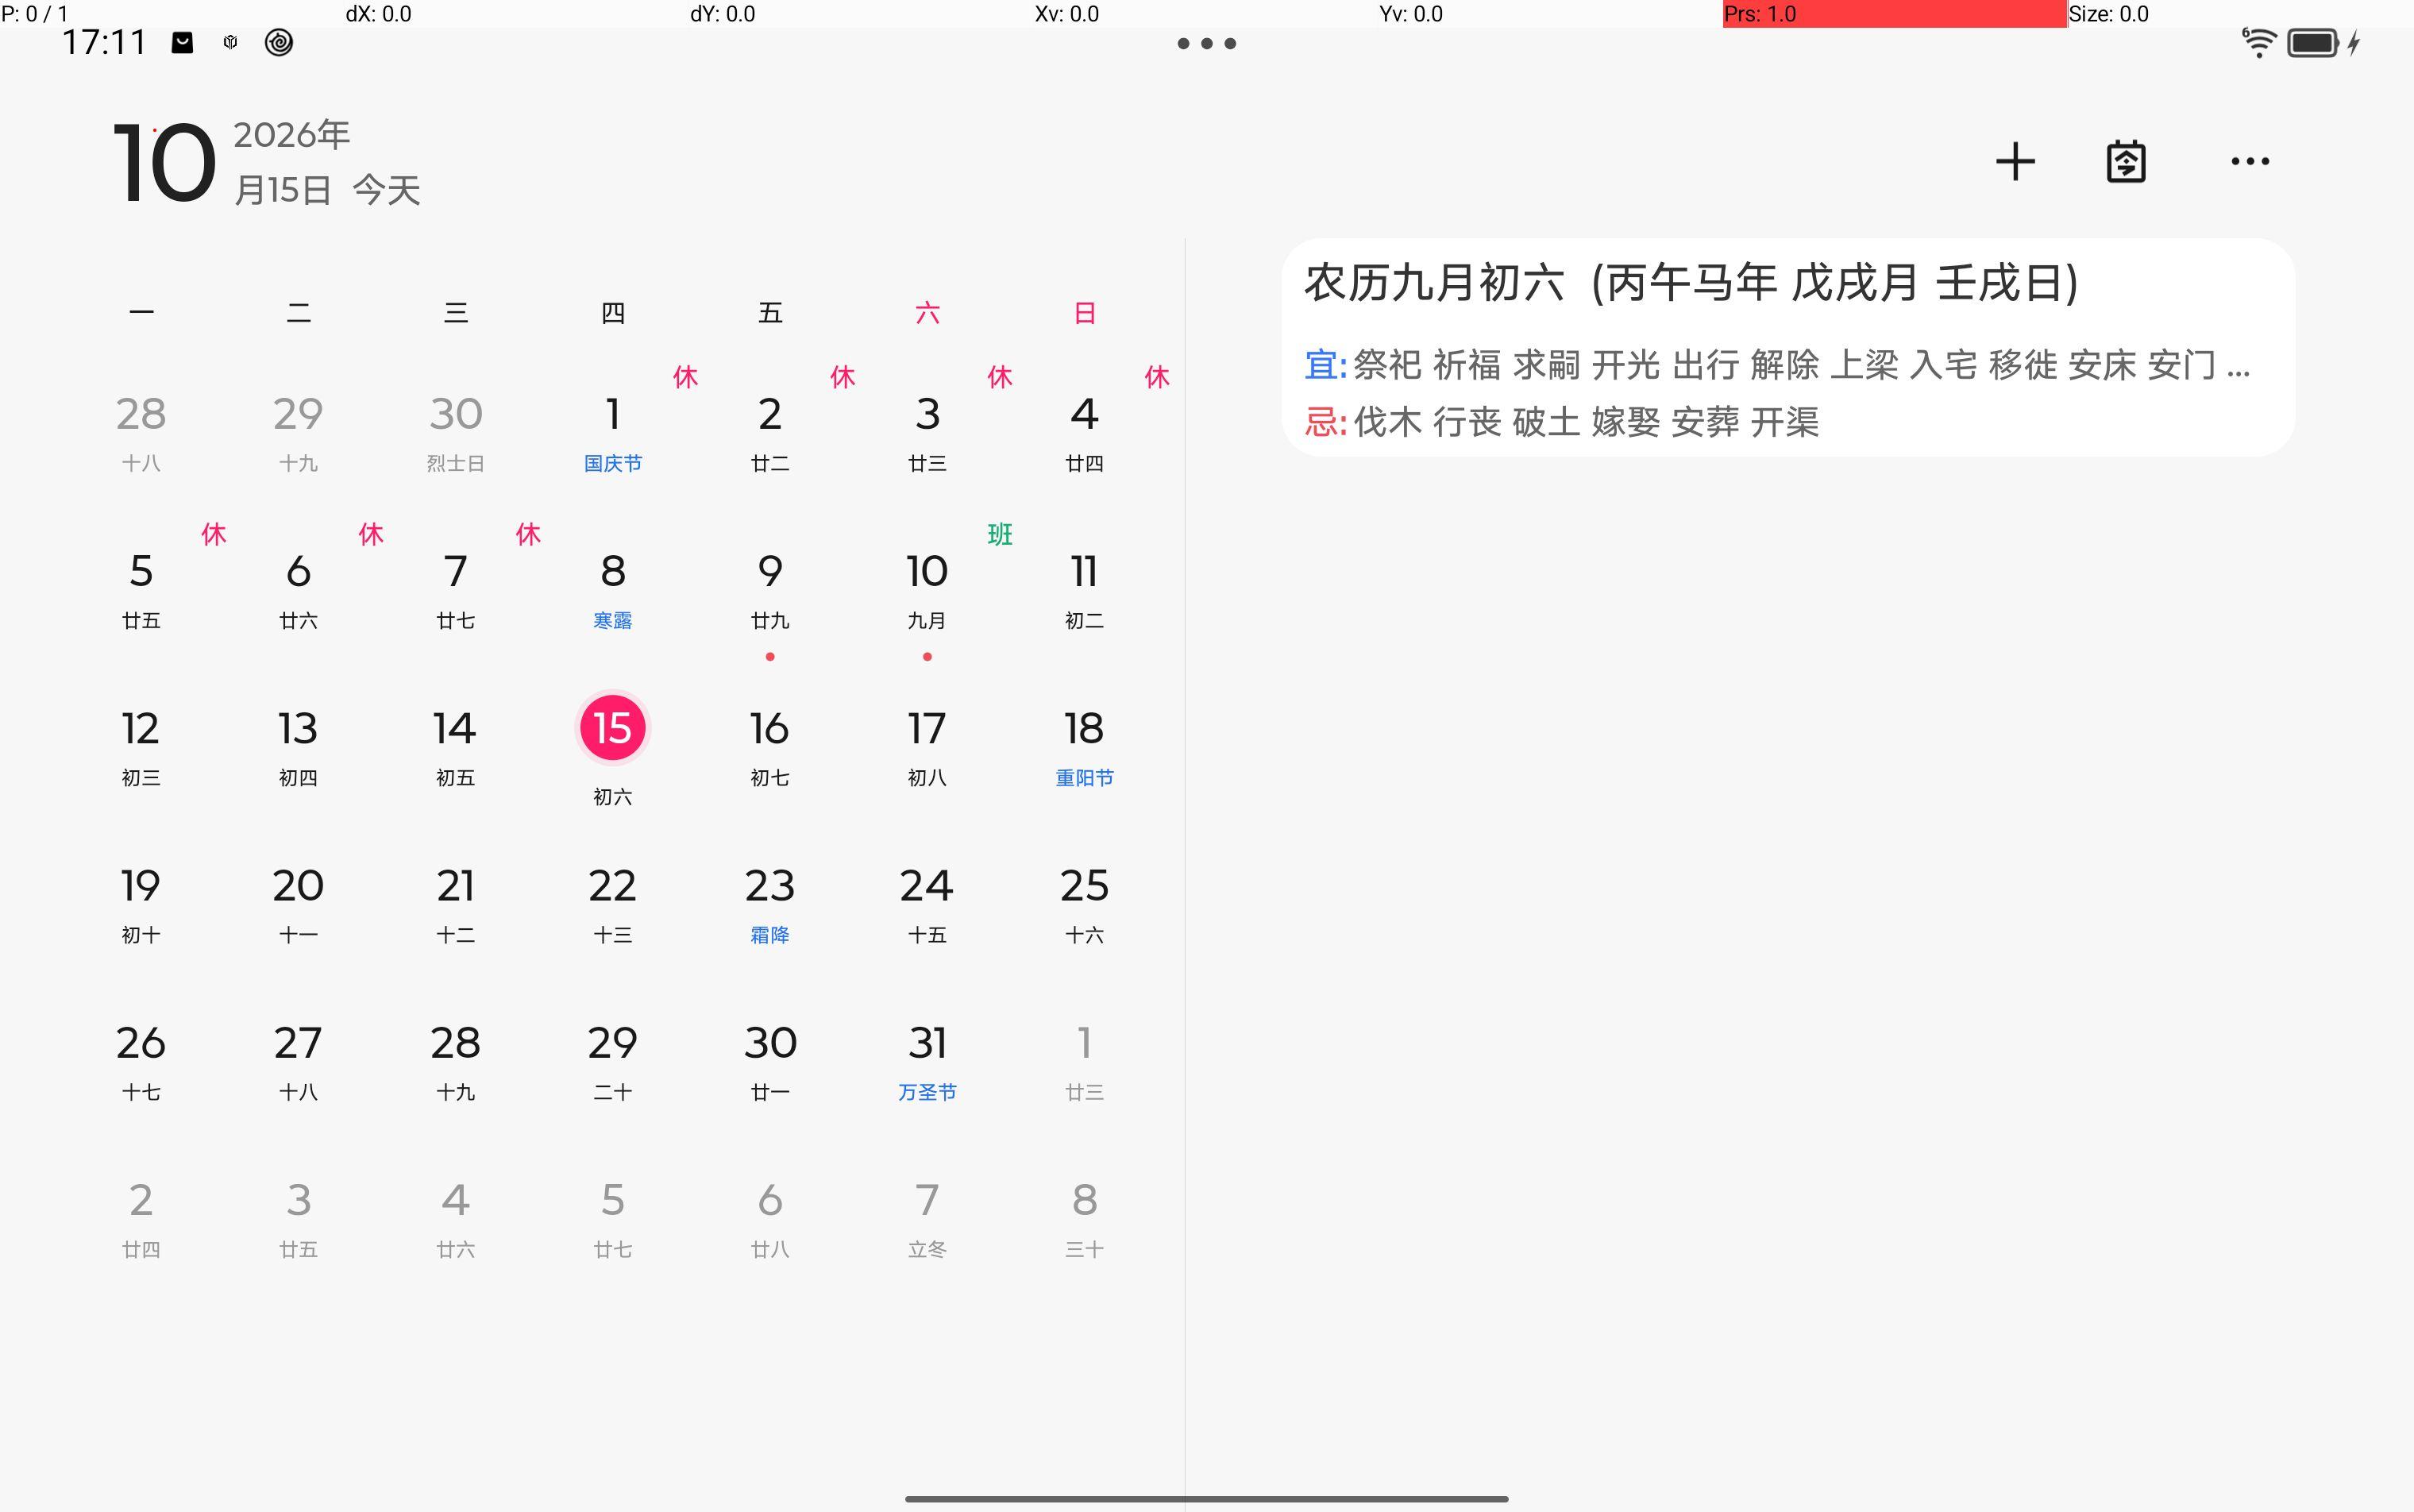 P: 0 / 1 dX: 0.0 dY: 0.0 Xv: 0.0 Yv: 0.0 Prs: 1.0 Size: 0.0
17:11 6
10 2026年
月15日 今天
一 二 三 四 五 六 日
休 休 休 休
28 29 30 1 2 3 4
十八 十九 烈士日 国庆节 廿二 廿三 廿四
休 休 休 班
5 6 7 8 9 10 11
廿五 廿六 廿七 寒露 廿九 九月 初二
12 13 14 15 16 17 18
初三 初四 初五 初六 初七 初八 重阳节
19 20 21 22 23 24 25
初十 十一 十二 十三 霜降 十五 十六
26 27 28 29 30 31 1
十七 十八 十九 二十 廿一 万圣节 廿三
2 3 4 5 6 7 8
廿四 廿五 廿六 廿七 廿八 立冬 三十
农历九月初六 (丙午马年 戊戌月 壬戌日)
宜: 祭祀 祈福 求嗣 开光 出行 解除 上梁 入宅 移徙 安床 安门 ...
忌: 伐木 行丧 破土 嫁娶 安葬 开渠